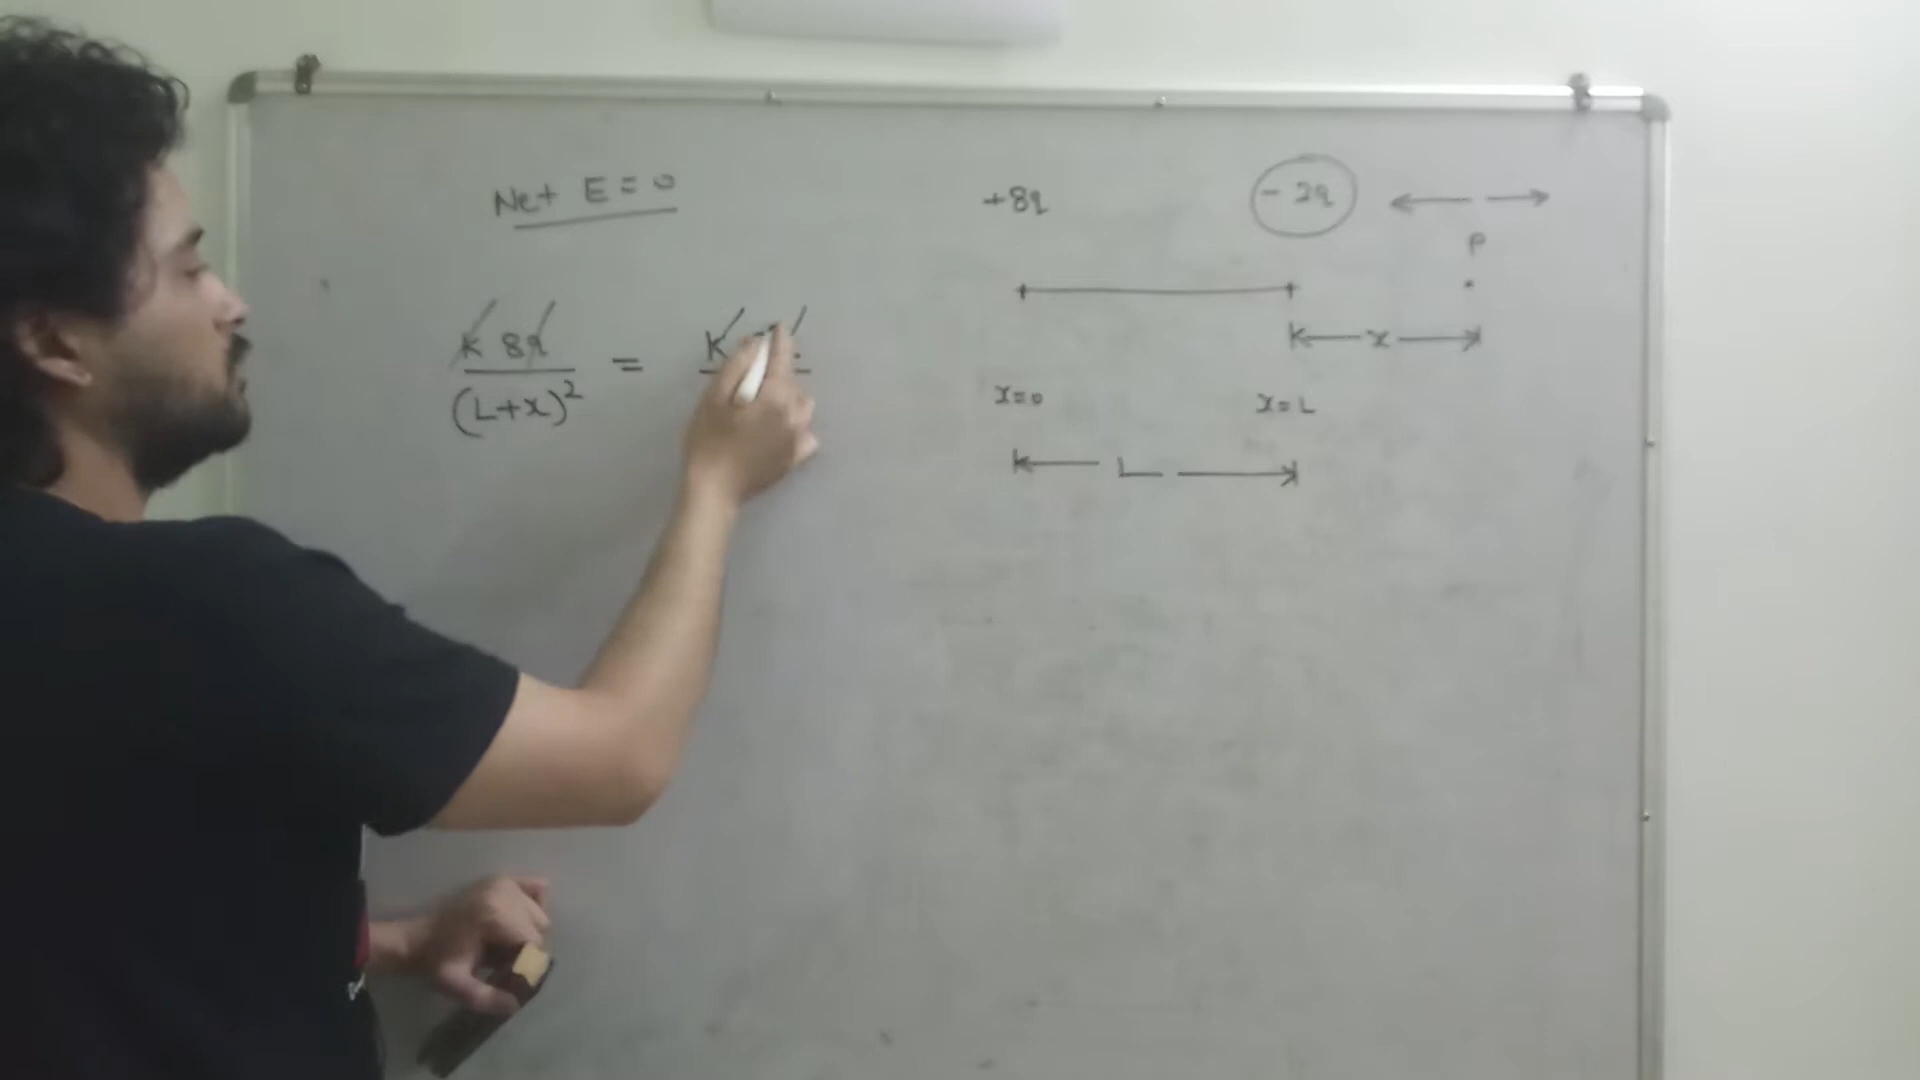 Net E = 0
+8q
- 2q
P
K 8q
=
K
(L+x)²
x
x=0
x=L
L